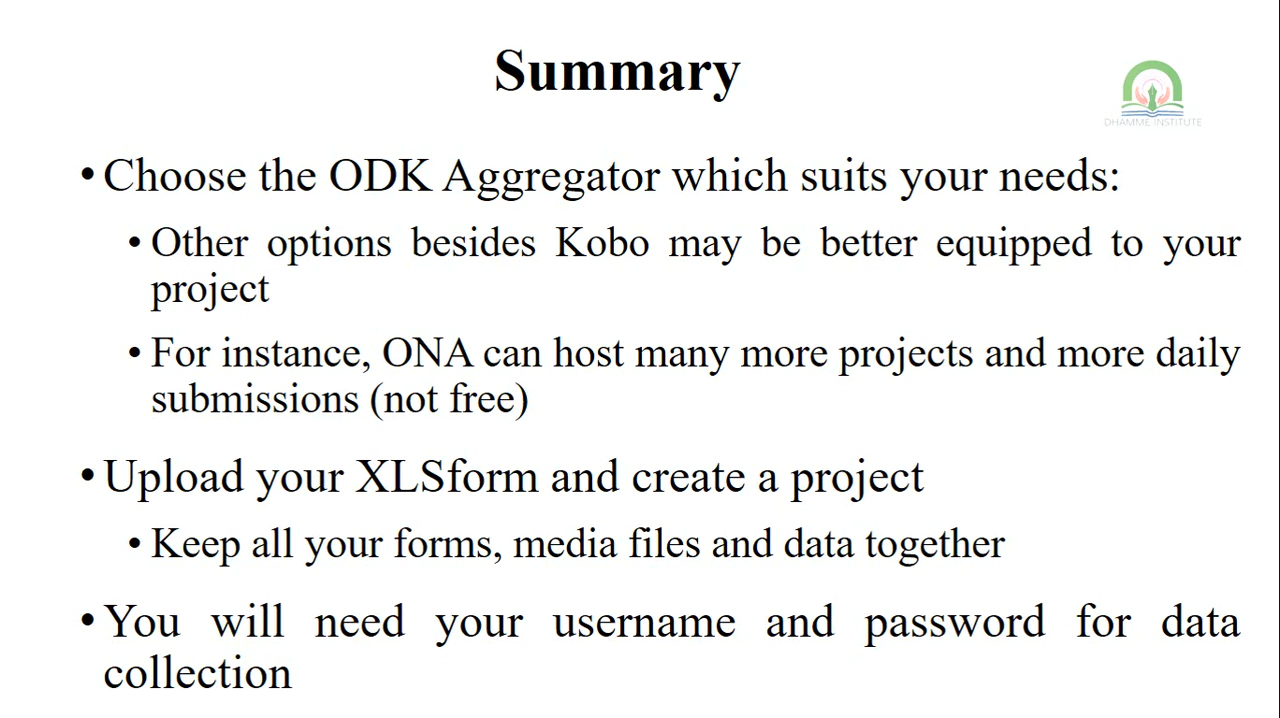 Summary
DHAMME INSTITUTE
• Choose the ODK Aggregator which suits your needs:
• Other options besides Kobo may be better equipped to your
project
• For instance, ONA can host many more projects and more daily
submissions (not free)
• Upload your XLSform and create a project
• Keep all your forms, media files and data together
• You will need your username and password for data
collection